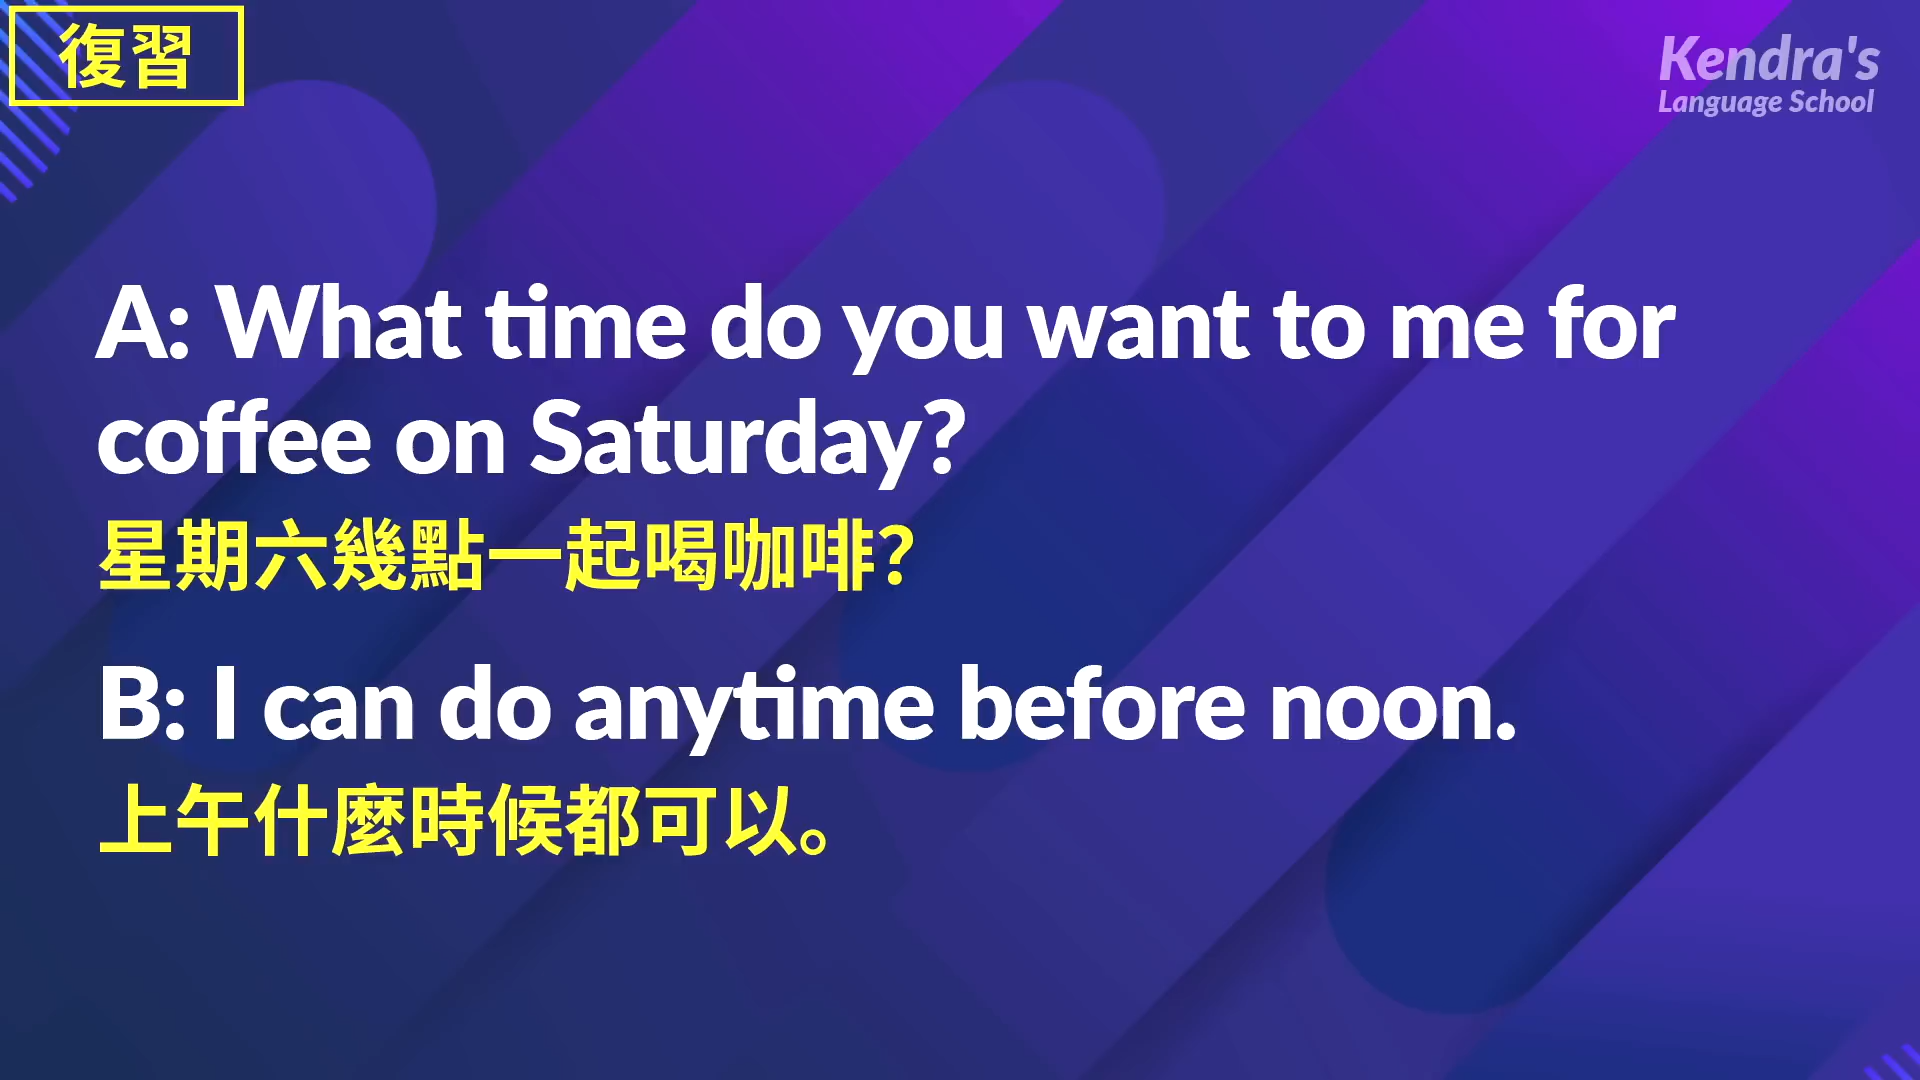 復習
Kendra's
Language School
A: What time do you want to me for
coffee on Saturday?
星期六幾點一起喝咖啡?
B: I can do anytime before noon.
上午什麼時候都可以。